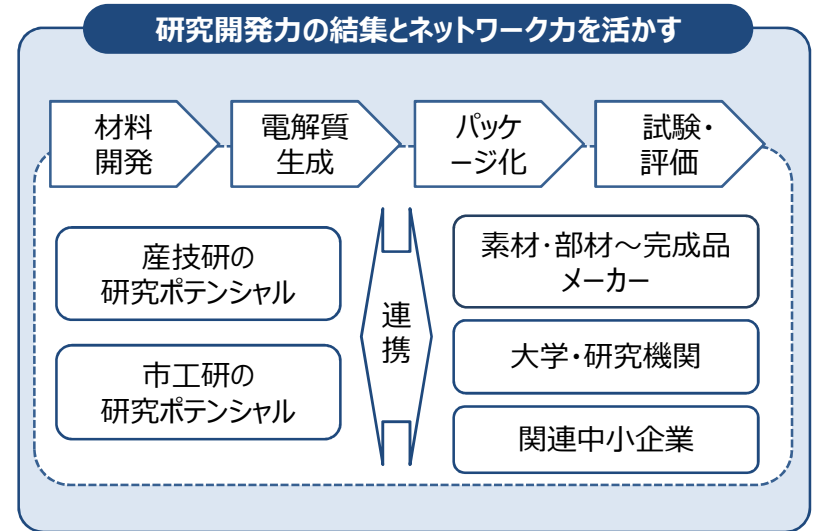 研究開発力の結集とネットワーク力を活かす
材料
開発
電解質
生成
パッケ
ージ化
試験・
評価
産技研の
研究ポテンシャル
市工研の
研究ポテンシャル
連
携
素材・部材～完成品
メーカー
大学・研究機関
関連中小企業